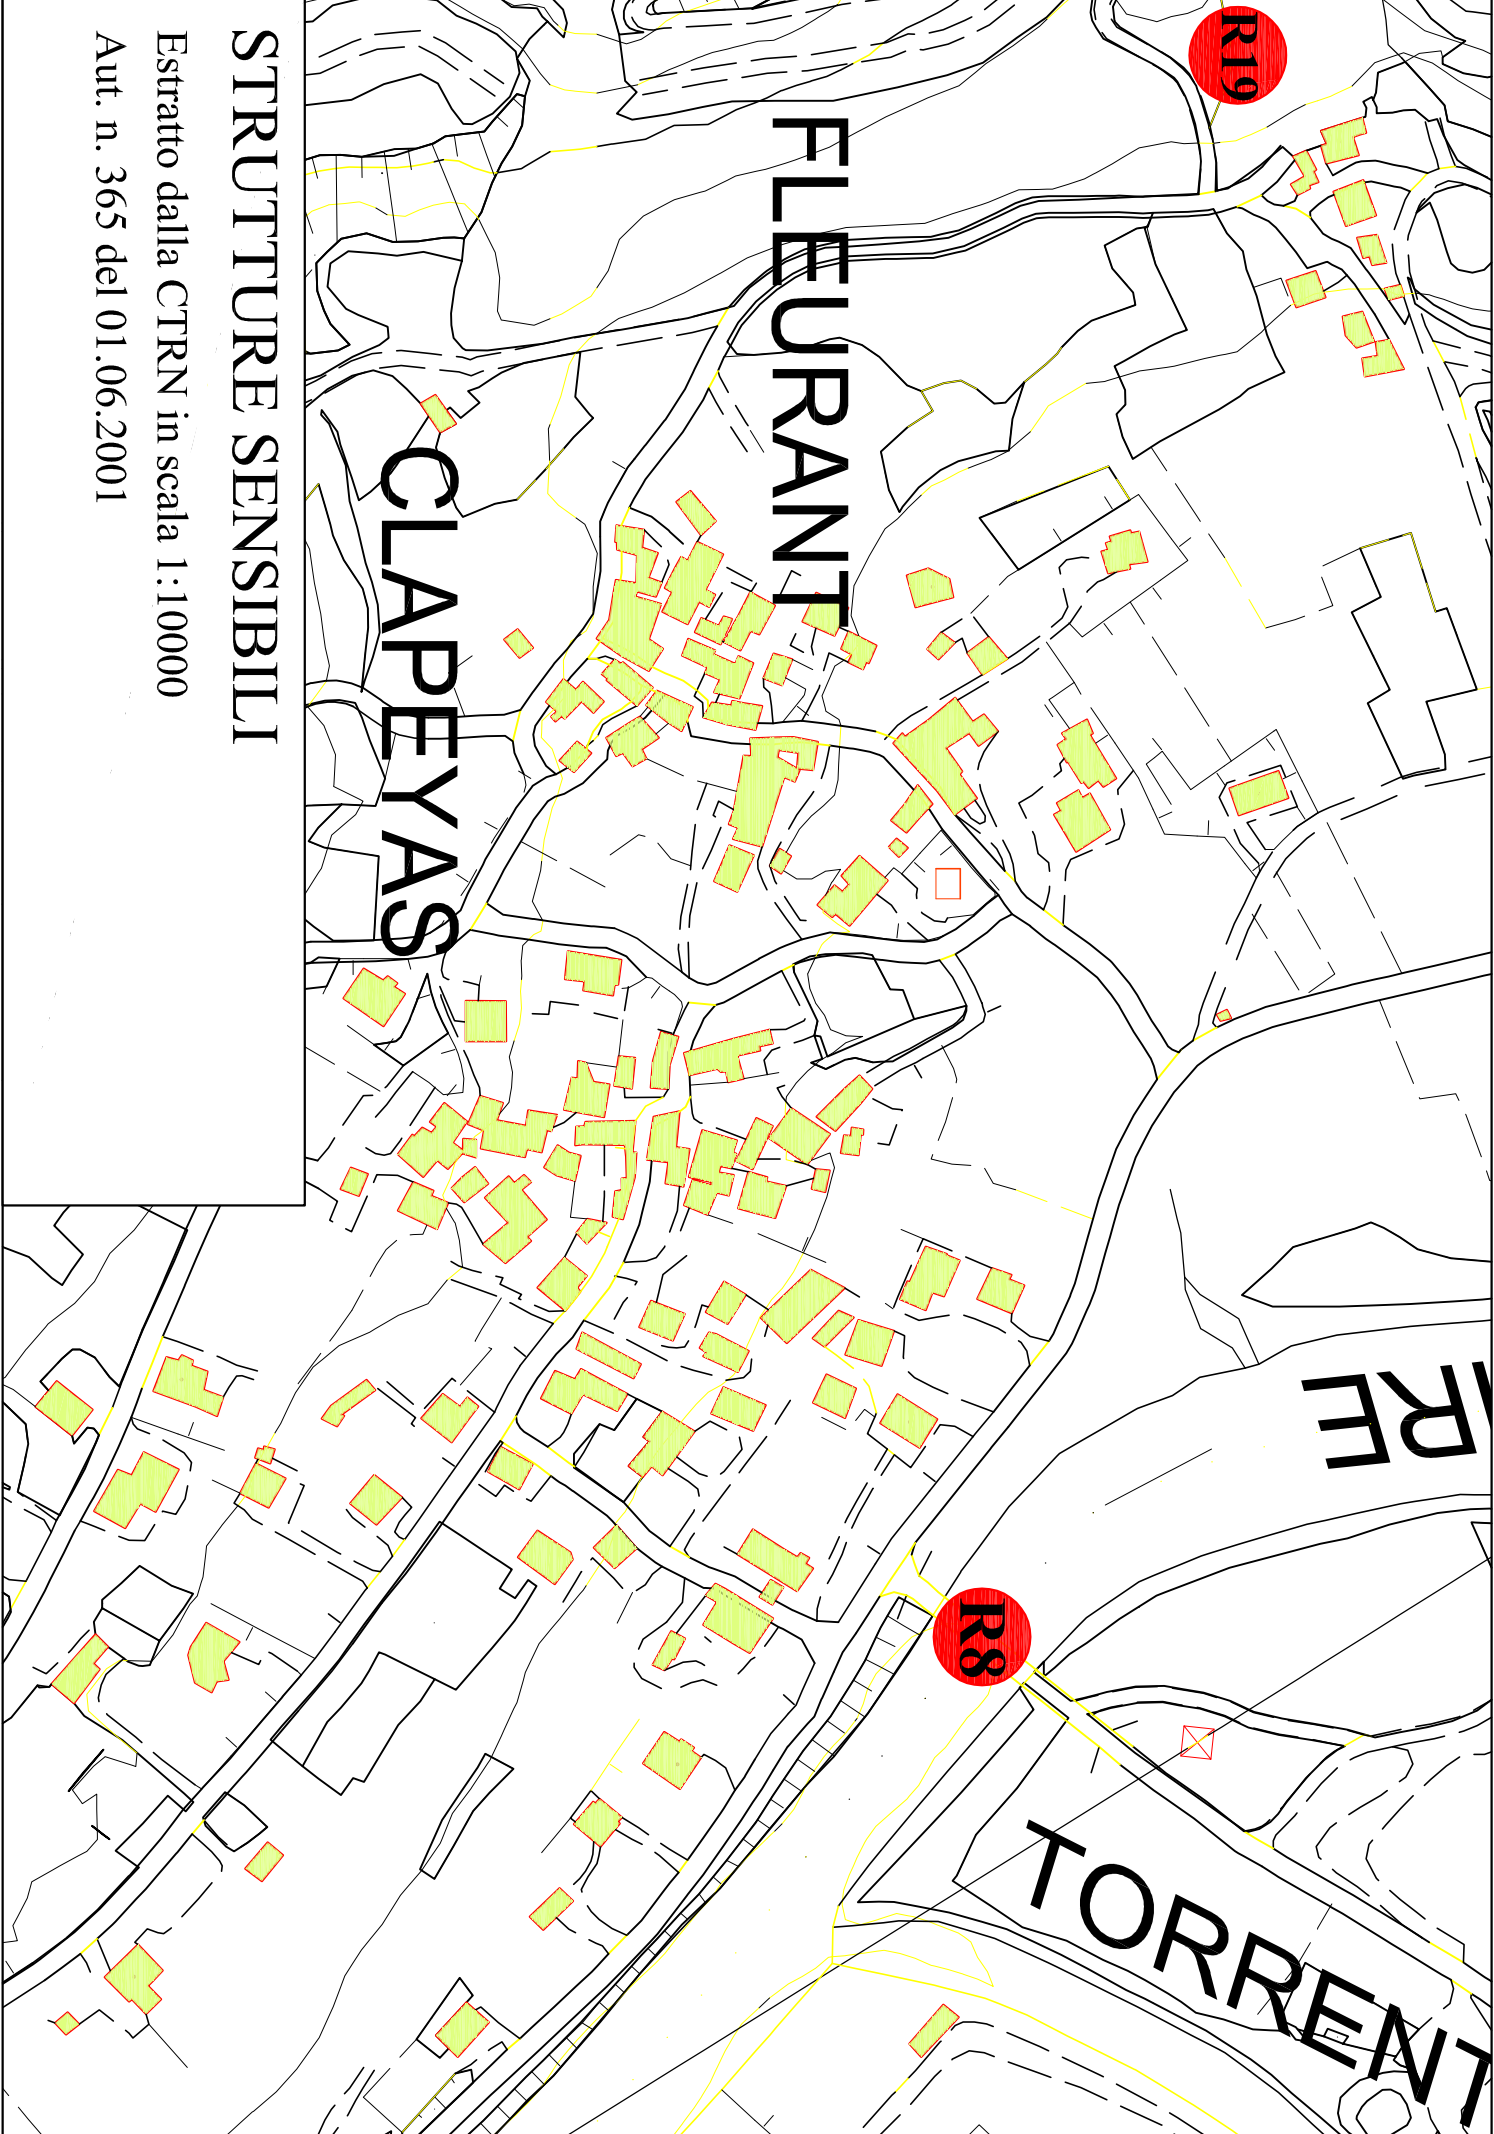 STRUTTURE SENSIBILI
Estratto dalla CTRN in scala 1:10000
Aut. n. 365 del 01.06.2001
R19
FLEURANT
CLAPEYAS
R8
TORRENT
IRE